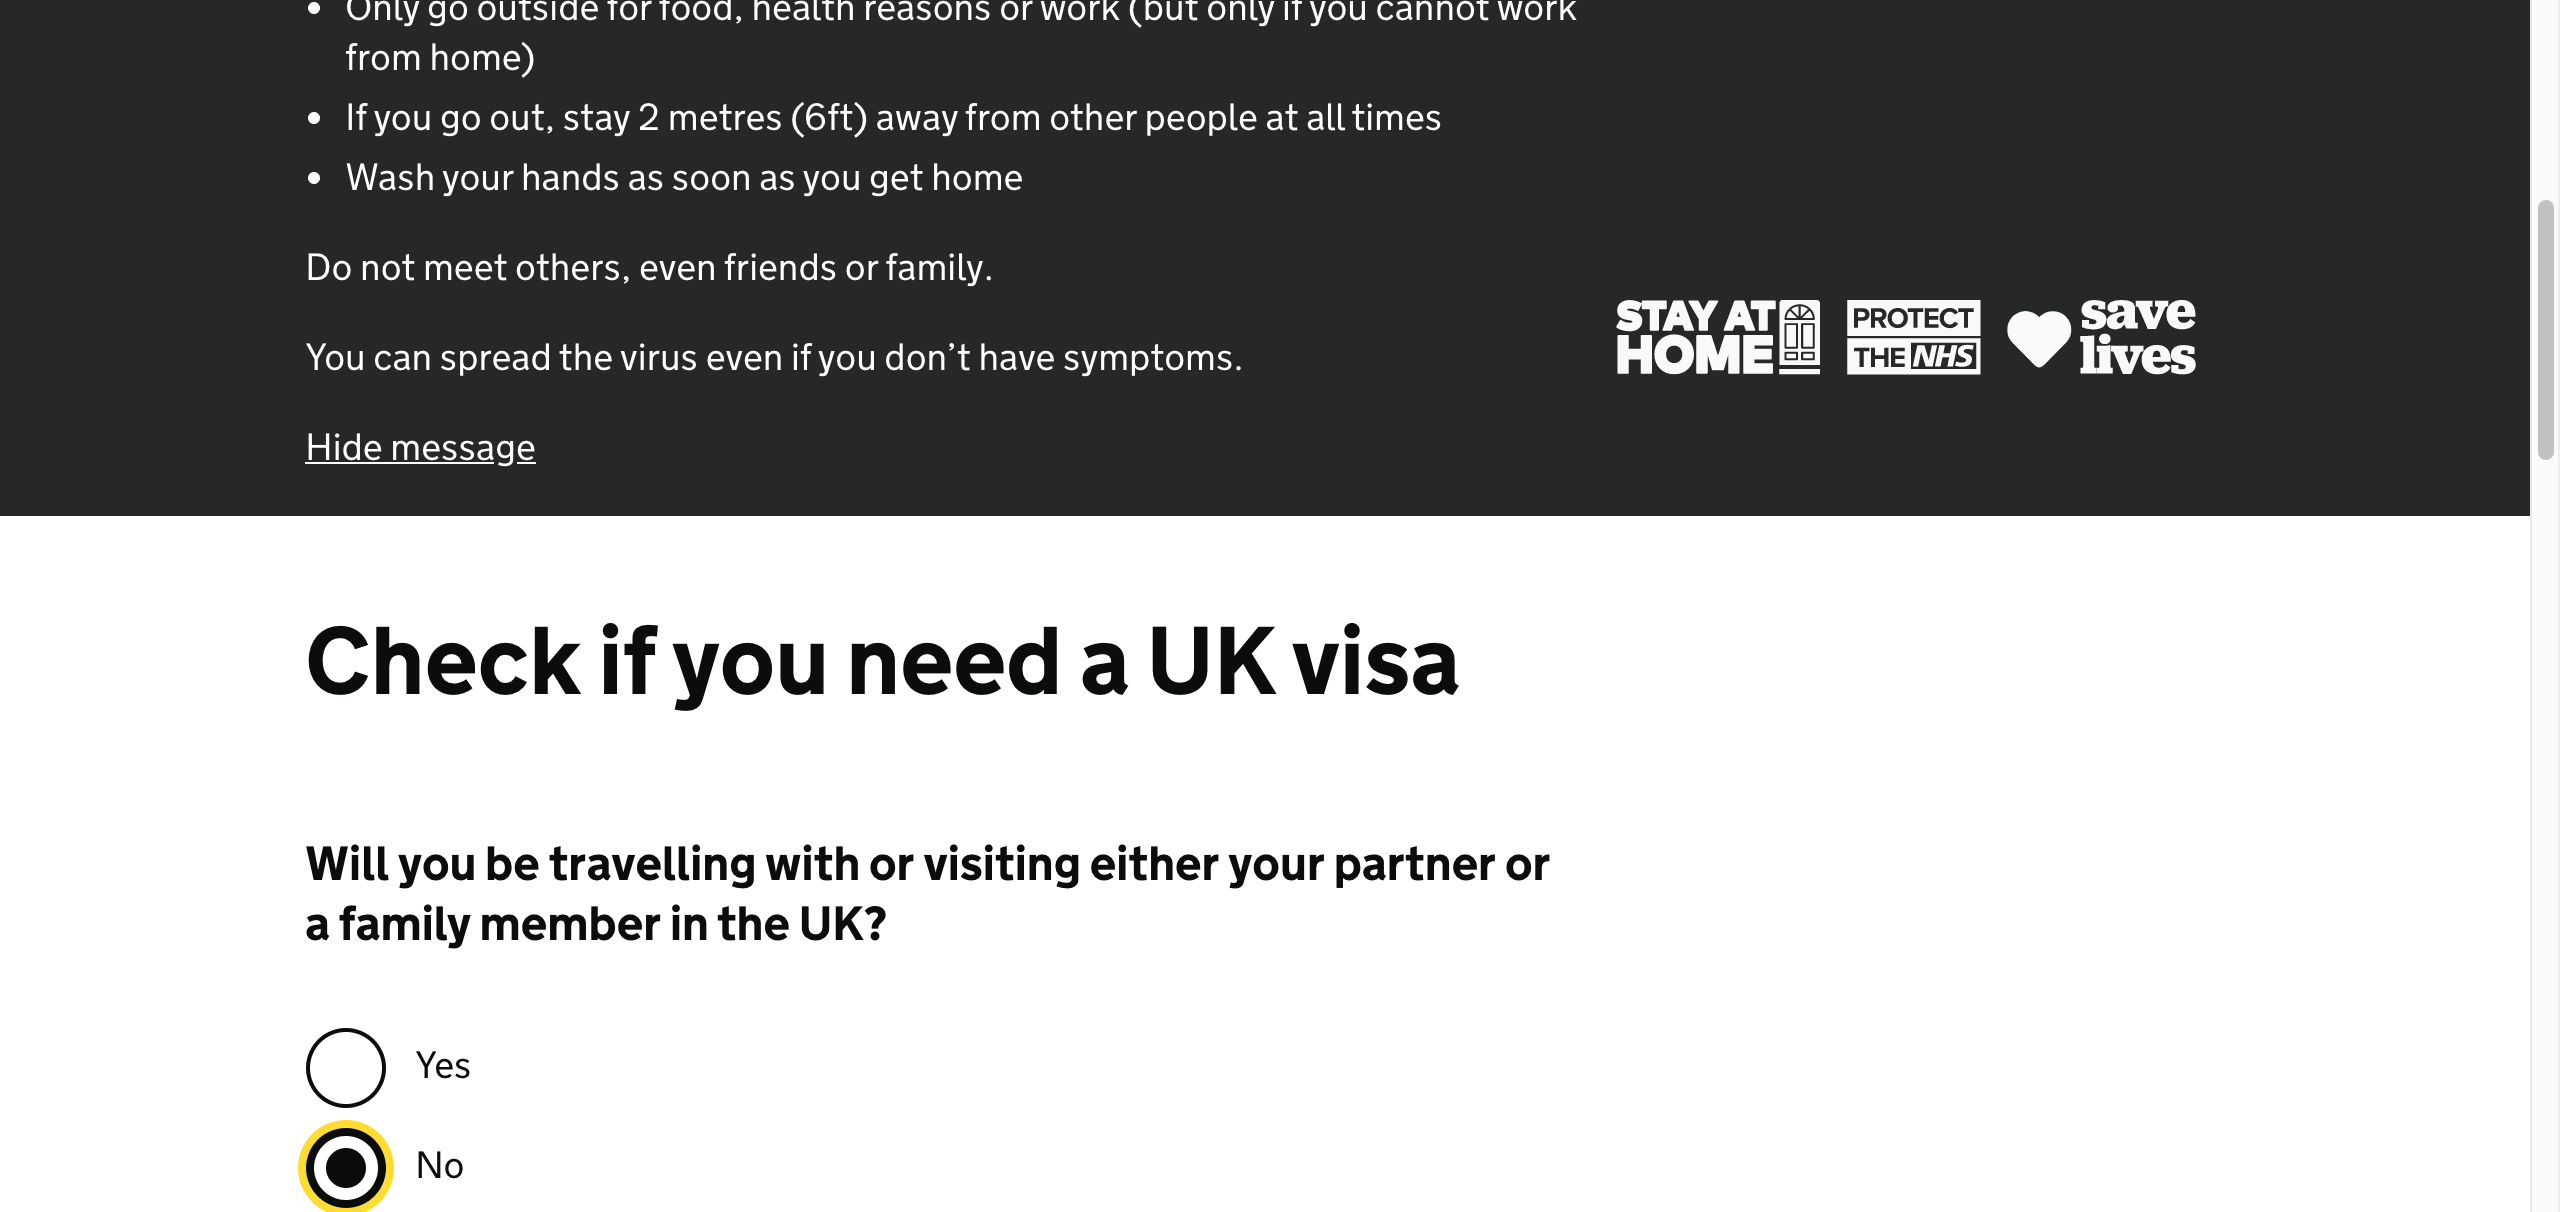 Only go outside for food, health reasons or work (but only if you cannot work
from home)
If you go out, stay 2 metres (6ft) away from other people at all times
Wash your hands as soon as you get home
Do not meet others, even friends or family.
You can spread the virus even if you don’t have symptoms.
STAY AT
HOME
PROTECT
THE NHS
save
lives
Hide message
Check if you need a UK visa
Will you be travelling with or visiting either your partner or
a family member in the UK?
Yes
No